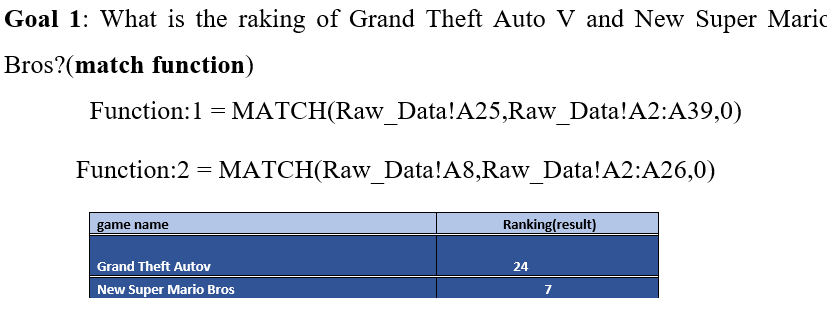 Goal 1: What is the raking of Grand Theft Auto V and New Super Mario
Bros?(match function)
Function:1 = MATCH(Raw_Data!A25,Raw_Data!A2:A39,0)
Function:2 = MATCH(Raw_Data!A8,Raw_Data!A2:A26,0)
game name Ranking(result)
Grand Theft Autov 24
New Super Mario Bros 7